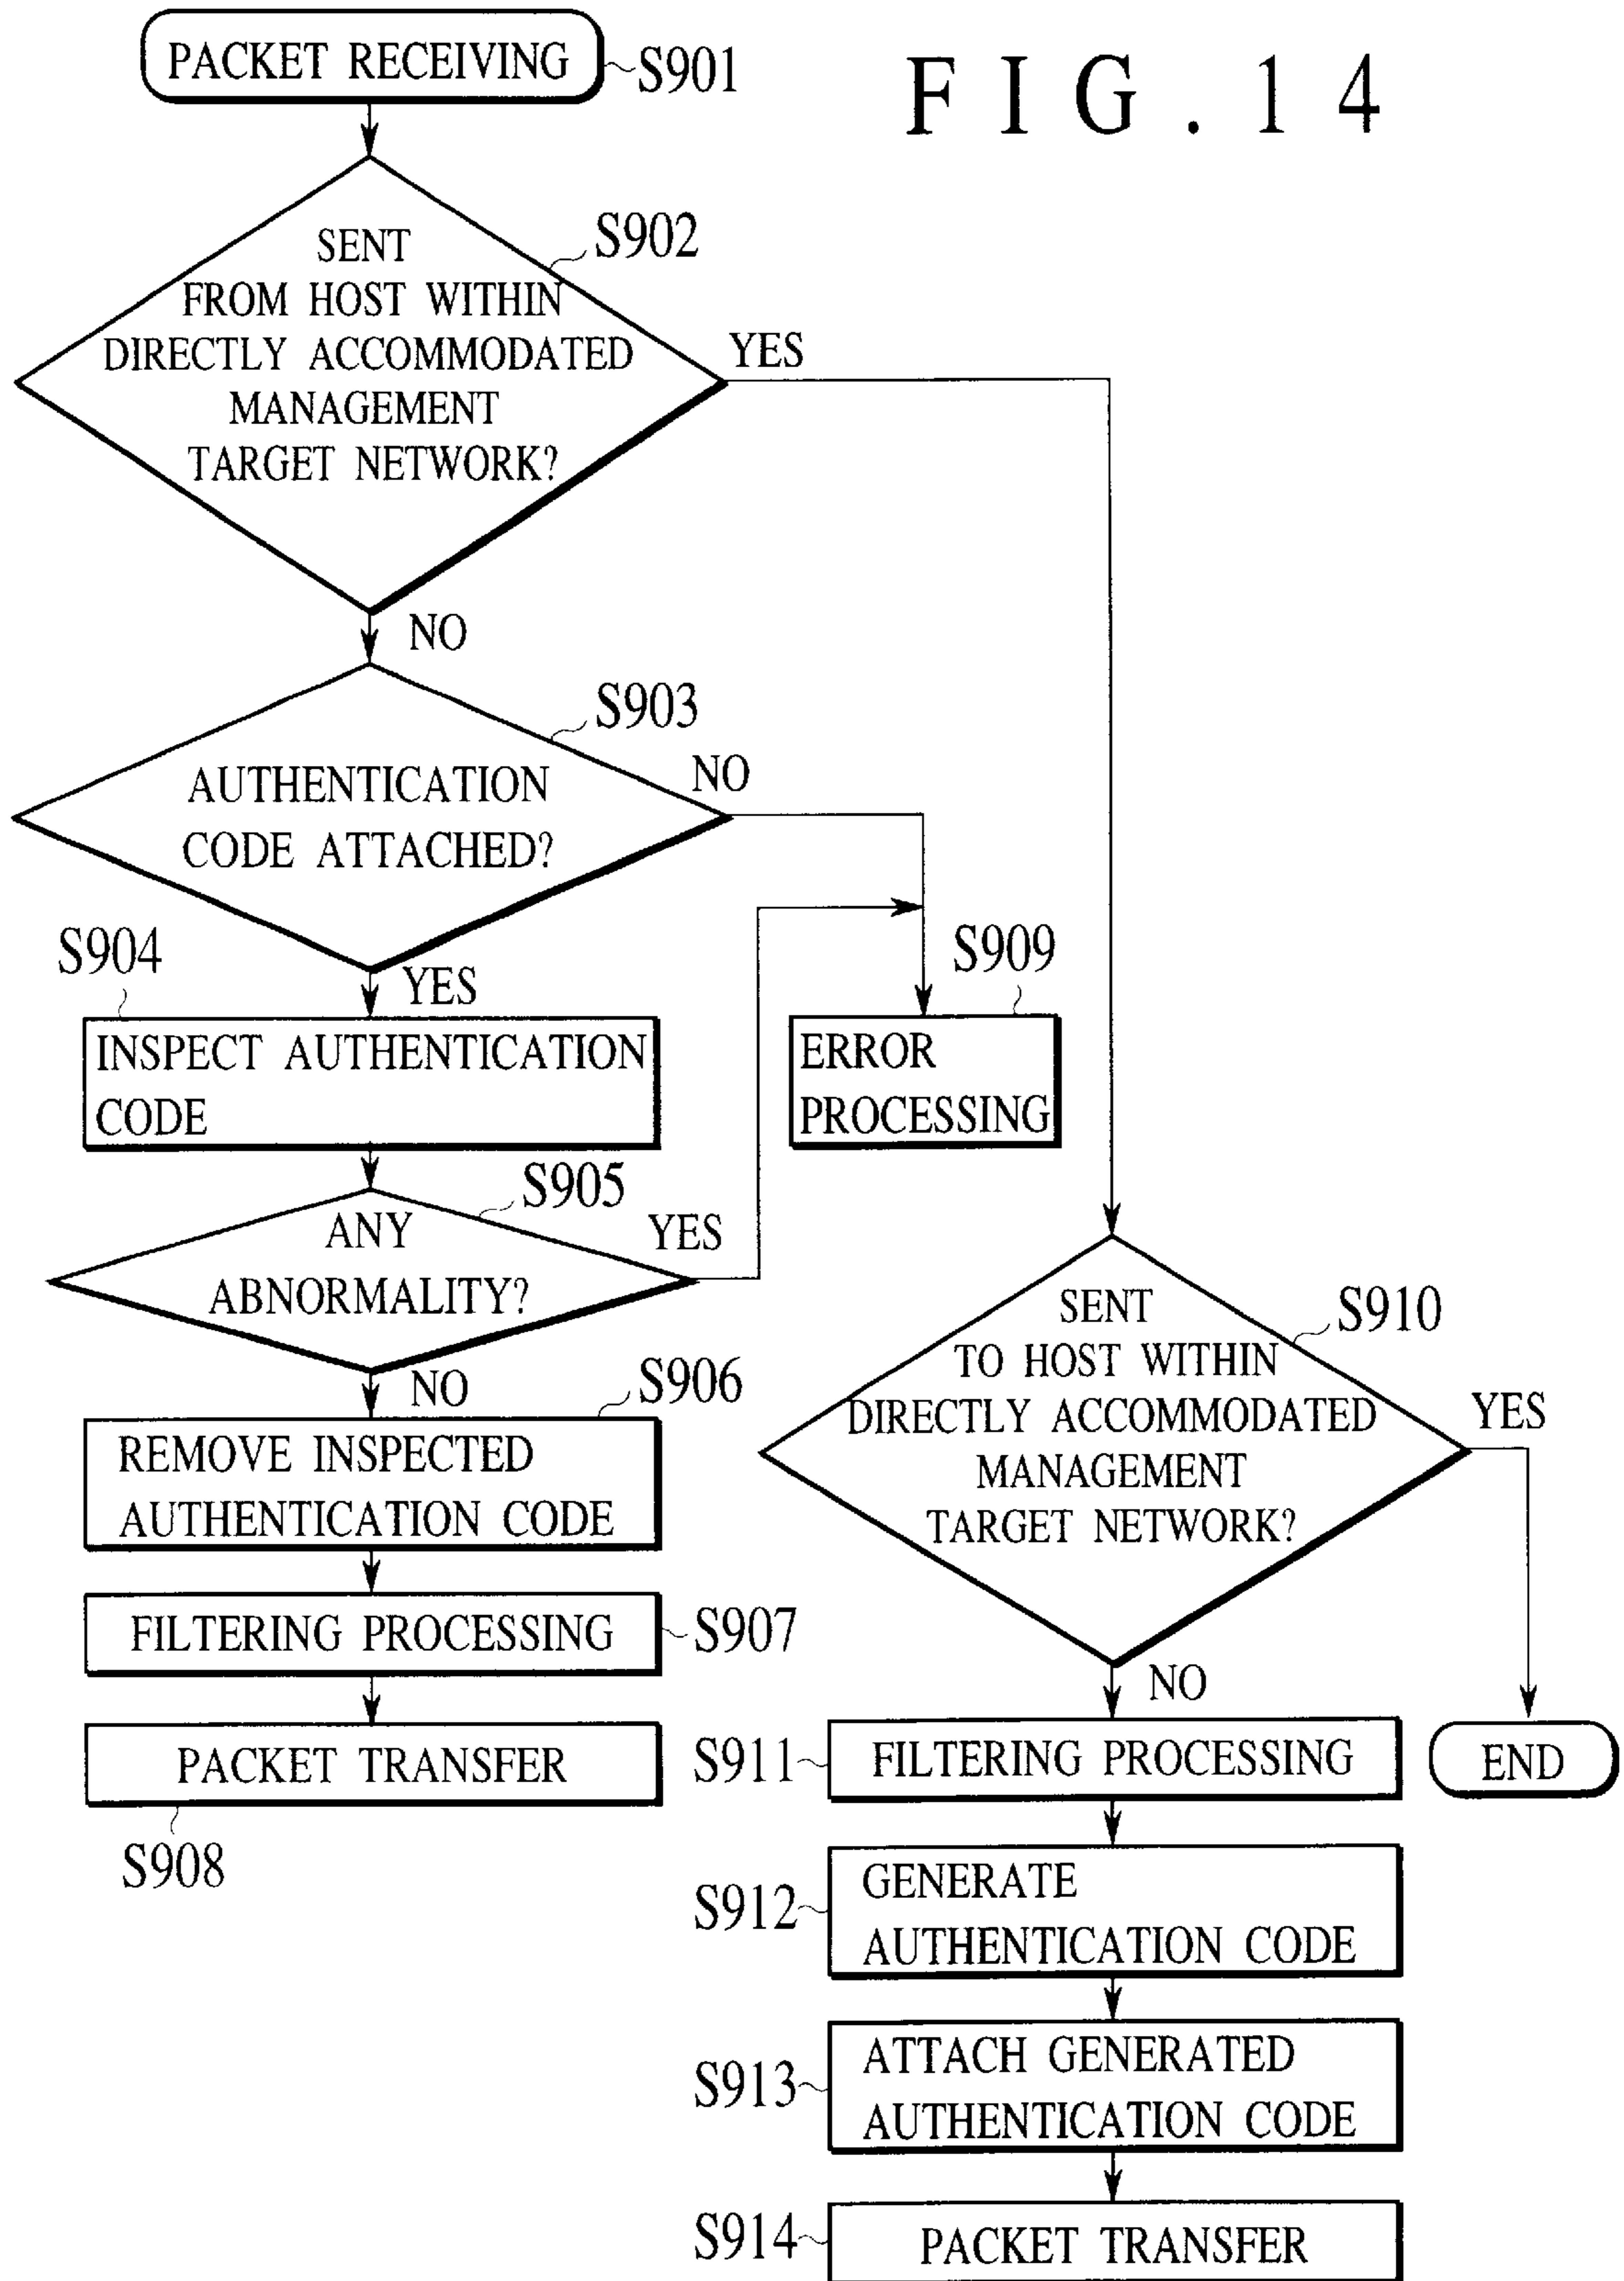 PACKET RECEIVING
S901
FIG.14
SENT
FROM HOST WITHIN
DIRECTLY ACCOMMODATED
MANAGEMENT
TARGET NETWORK?
S902
YES
NO
S903
AUTHENTICATION
CODE ATTACHED?
NO
YES
S904
INSPECT AUTHENTICATION
CODE
S909
ERROR
PROCESSING
S905
ANY
ABNORMALITY?
YES
NO
S906
REMOVE INSPECTED
AUTHENTICATION CODE
FILTERING PROCESSING
S907
PACKET TRANSFER
S908
SENT
TO HOST WITHIN
DIRECTLY ACCOMMODATED
MANAGEMENT
TARGET NETWORK?
S910
YES
NO
END
S911
FILTERING PROCESSING
S912
GENERATE
AUTHENTICATION CODE
S913
ATTACH GENERATED
AUTHENTICATION CODE
S914
PACKET TRANSFER